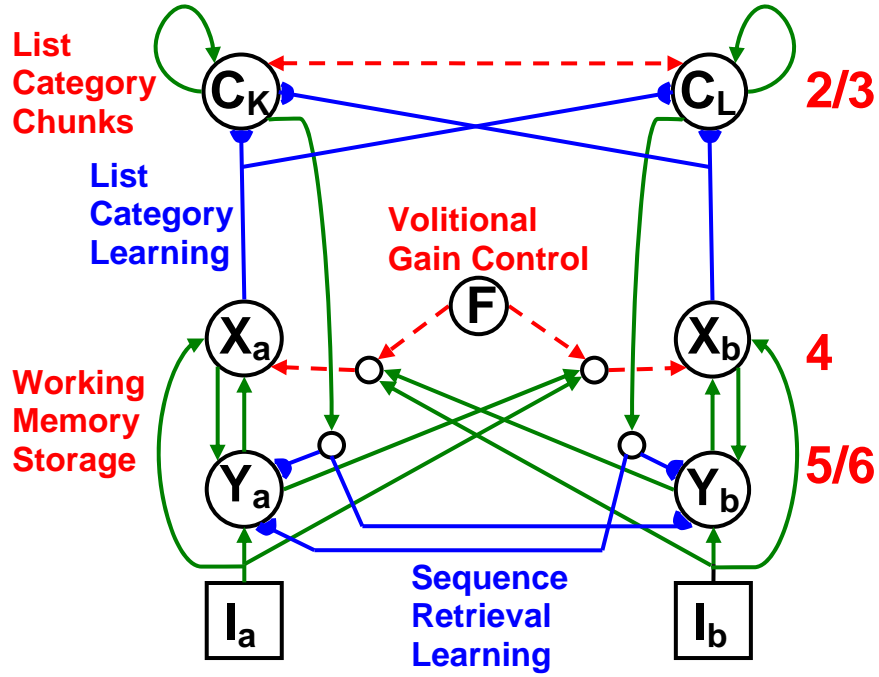 List
Category
Chunks
C_K
C_L
2/3
List
Category
Learning
Volitional
Gain Control
F
X_a
X_b
4
Working
Memory
Storage
Y_a
Y_b
5/6
Sequence
Retrieval
Learning
I_a
I_b